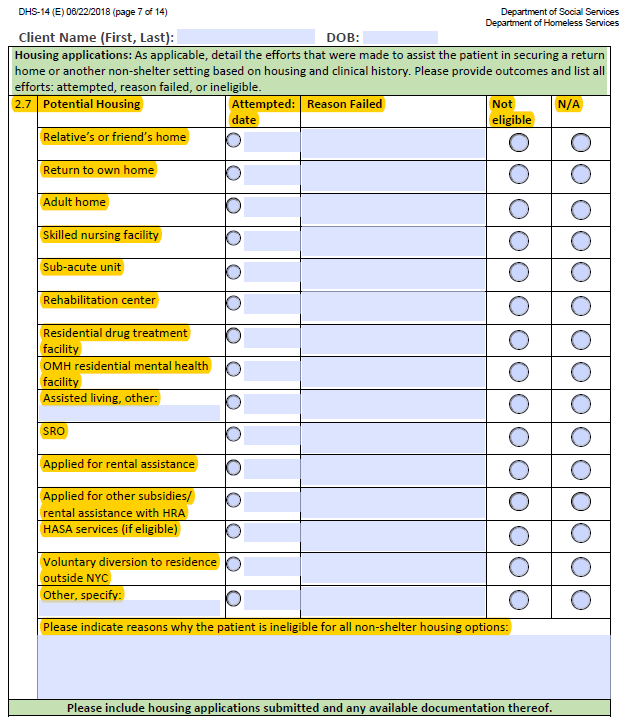 DHS-14 (E) 06/22/2018 (page 7 of 14)
Department of Social Services
Department of Homeless Services
Client Name (First, Last):
DOB:
Housing applications: As applicable, detail the efforts that were made to assist the patient in securing a return
home or another non-shelter setting based on housing and clinical history. Please provide outcomes and list all
efforts: attempted, reason failed, or ineligible.
2.7 Potential Housing Attempted: Reason Failed Not N/A
date eligible
Relative's or friend's home
Return to own home
Adult home
Skilled nursing facility
Sub-acute unit
Rehabilitation center
Residential drug treatment
facility
OMH residential mental health
facility
Assisted living, other:
SRO
Applied for rental assistance
Applied for other subsidies/
rental assistance with HRA
HASA services (if eligible)
Voluntary diversion to residence
outside NYC
Other, specify:
Please indicate reasons why the patient is ineligible for all non-shelter housing options:
Please include housing applications submitted and any available documentation thereof.